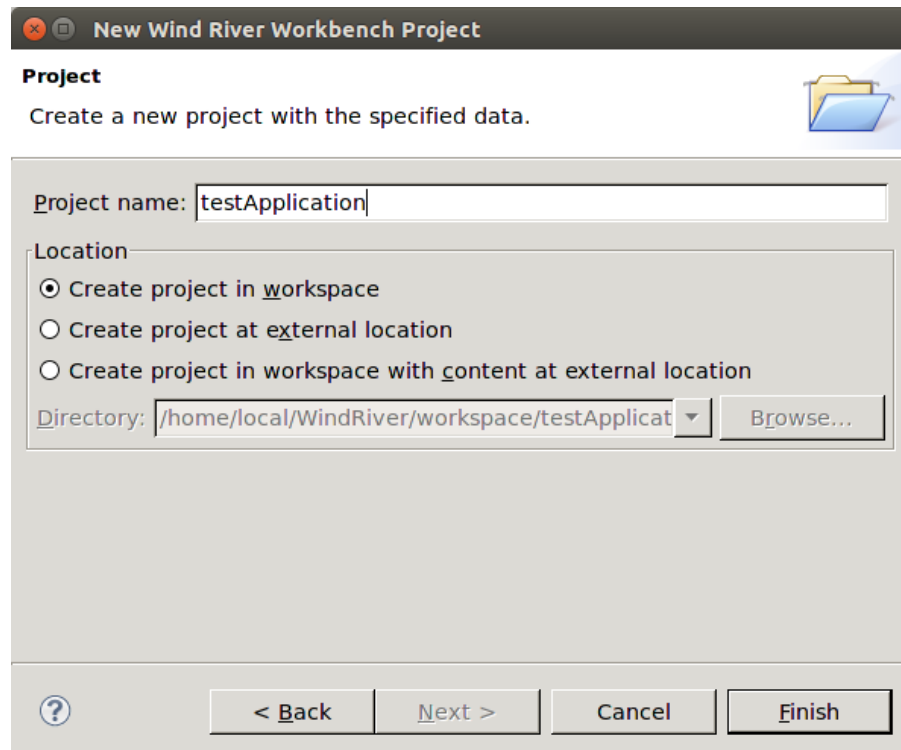 New Wind River Workbench Project
Project
Create a new project with the specified data.
Project name: testApplication
Location
Create project in workspace
Create project at external location
Create project in workspace with content at external location
Directory: /home/local/WindRiver/workspace/testApplicat Browse...
? < Back Next > Cancel Finish